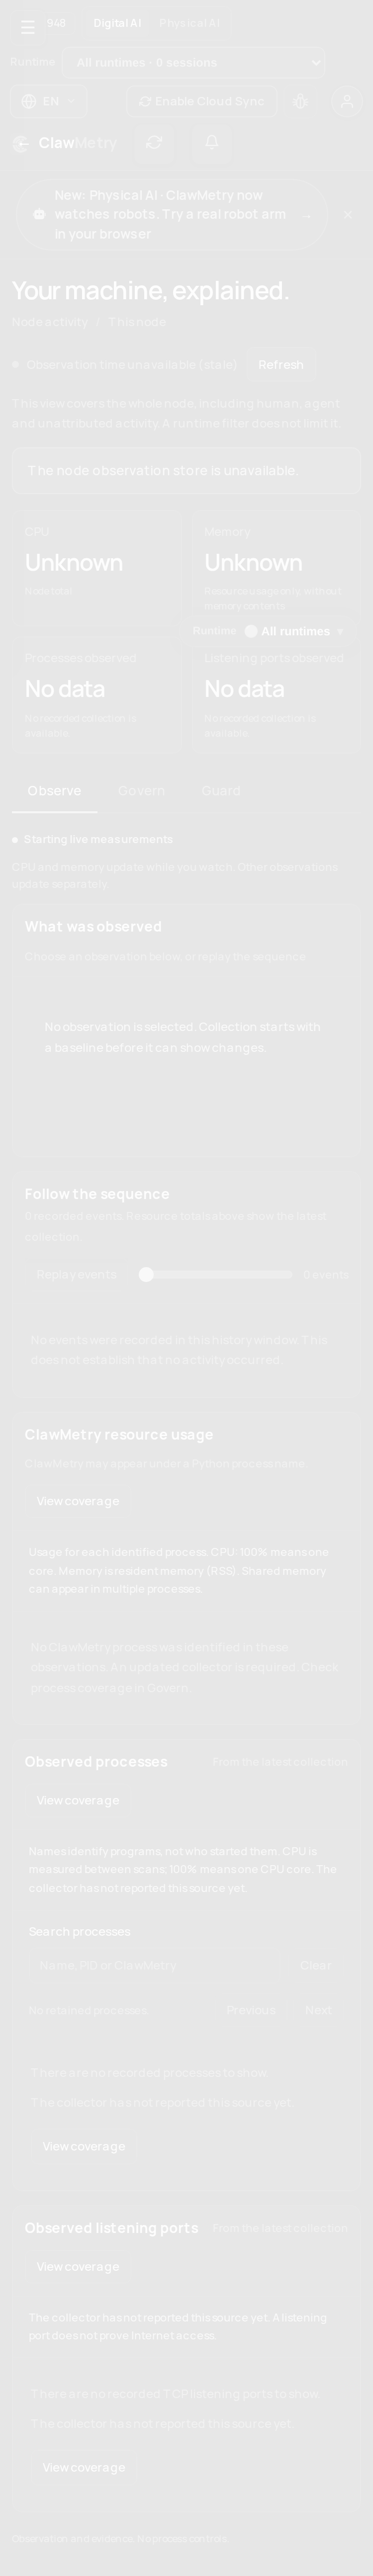 948 Digital AI Physical AI
Runtime All runtimes · 0 sessions
EN Enable Cloud Sync
ClawMetry
New: Physical AI · ClawMetry now
watches robots. Try a real robot arm →
in your browser
Your machine, explained.
Node activity | This node
Observation time unavailable (stale) Refresh
This view covers the whole node, including human, agent
and unattributed activity. A runtime filter does not limit it.
The node observation store is unavailable.
CPU
Unknown
Node total
Memory
Unknown
Resource usage only, without
memory contents
Runtime All runtimes
Processes observed
No data
No recorded collection is
available.
Listening ports observed
No data
No recorded collection is
available.
Observe Govern Guard
Starting live measurements
CPU and memory update while you watch. Other observations
update separately.
What was observed
Choose an observation below, or replay the sequence.
No observation is selected. Collection starts with
a baseline before it can show changes.
Follow the sequence
0 recorded events. Resource totals above show the latest
collection.
Replay events 0 events
No events were recorded in this history window. This
does not establish that no activity occurred.
ClawMetry resource usage
ClawMetry may appear under a Python process name.
View coverage
Usage for each identified process. CPU: 100% means one
core. Memory is resident memory (RSS). Shared memory
can appear in multiple processes.
No ClawMetry process was identified in these
observations. An updated collector is required. Check
process coverage in Govern.
Observed processes From the latest collection
View coverage
Names identify programs, not who started them. CPU is
measured between scans; 100% means one CPU core. The
collector has not reported this source yet.
Search processes
Name, PID or ClawMetry Clear
No retained processes Previous Next
There are no recorded processes to show.
The collector has not reported this source yet.
View coverage
Observed listening ports From the latest collection
View coverage
The collector has not reported this source yet. A listening
port does not prove Internet access.
There are no recorded TCP listening ports to show.
The collector has not reported this source yet.
View coverage
Observation and evidence. No process controls.